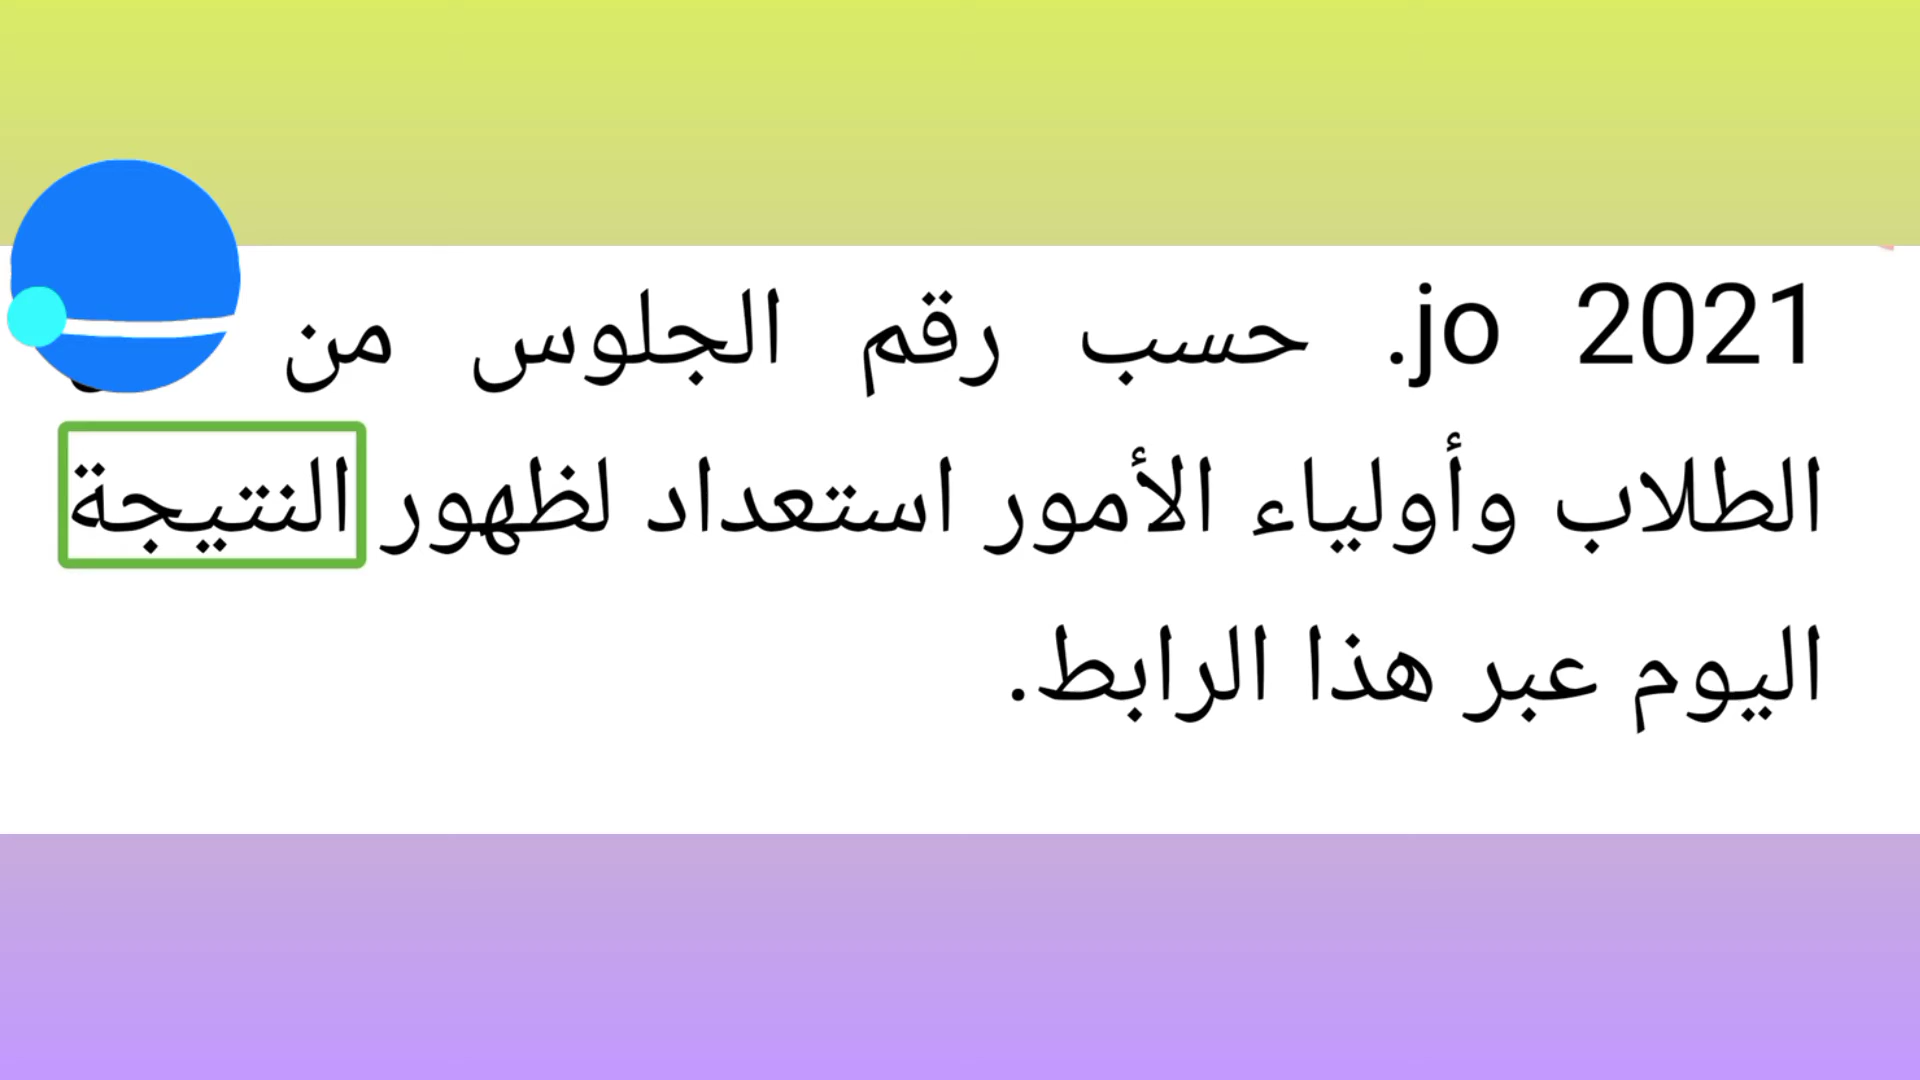 2021 jo. حسب رقم الجلوس من
الطلاب وأولياء الأمور استعداد لظهور النتيجة
اليوم عبر هذا الرابط.